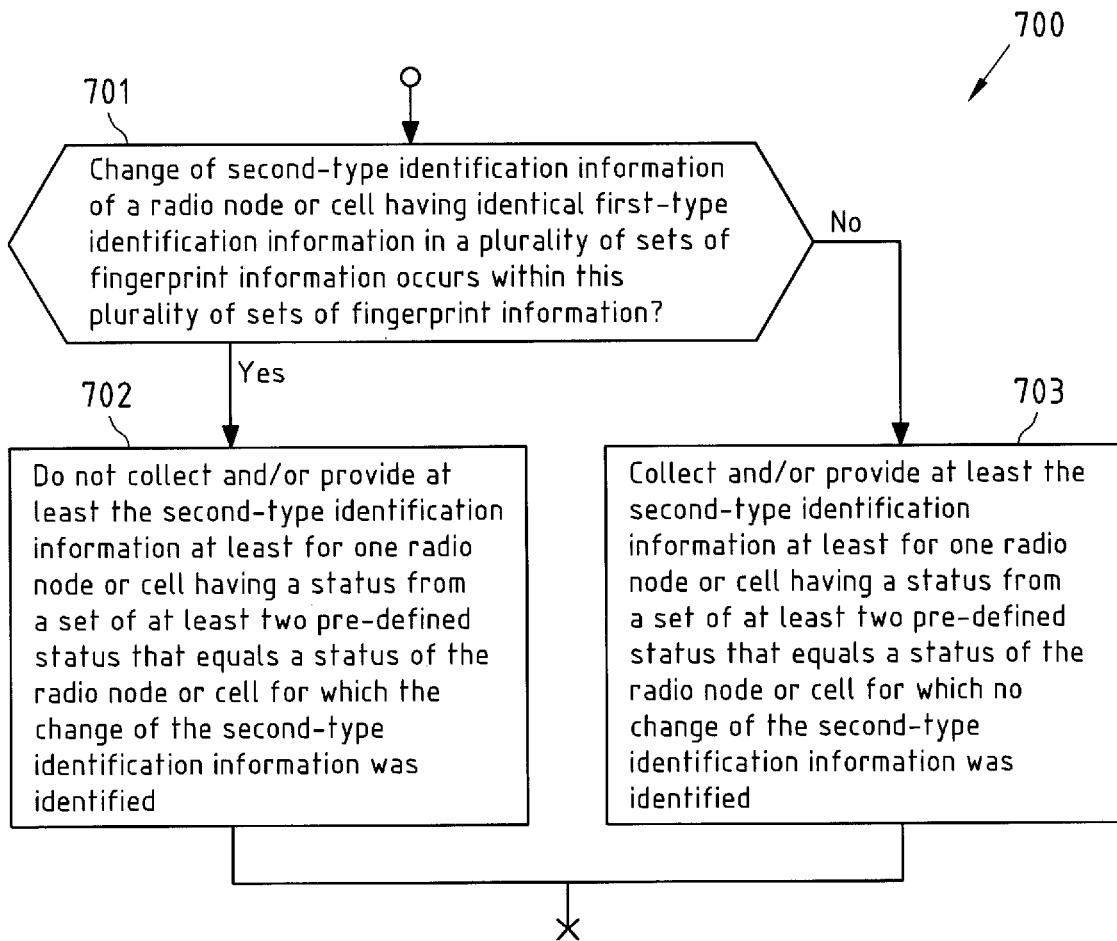 700
701
Change of second-type identification information
of a radio node or cell having identical first-type
identification information in a plurality of sets of
fingerprint information occurs within this
plurality of sets of fingerprint information?
No
Yes
702
703
Do not collect and/or provide at
least the second-type identification
information at least for one radio
node or cell having a status from
a set of at least two pre-defined
status that equals a status of the
radio node or cell for which the
change of the second-type
identification information was
identified
Collect and/or provide at least the
second-type identification
information at least for one radio
node or cell having a status from
a set of at least two pre-defined
status that equals a status of the
radio node or cell for which no
change of the second-type
identification information was
identified